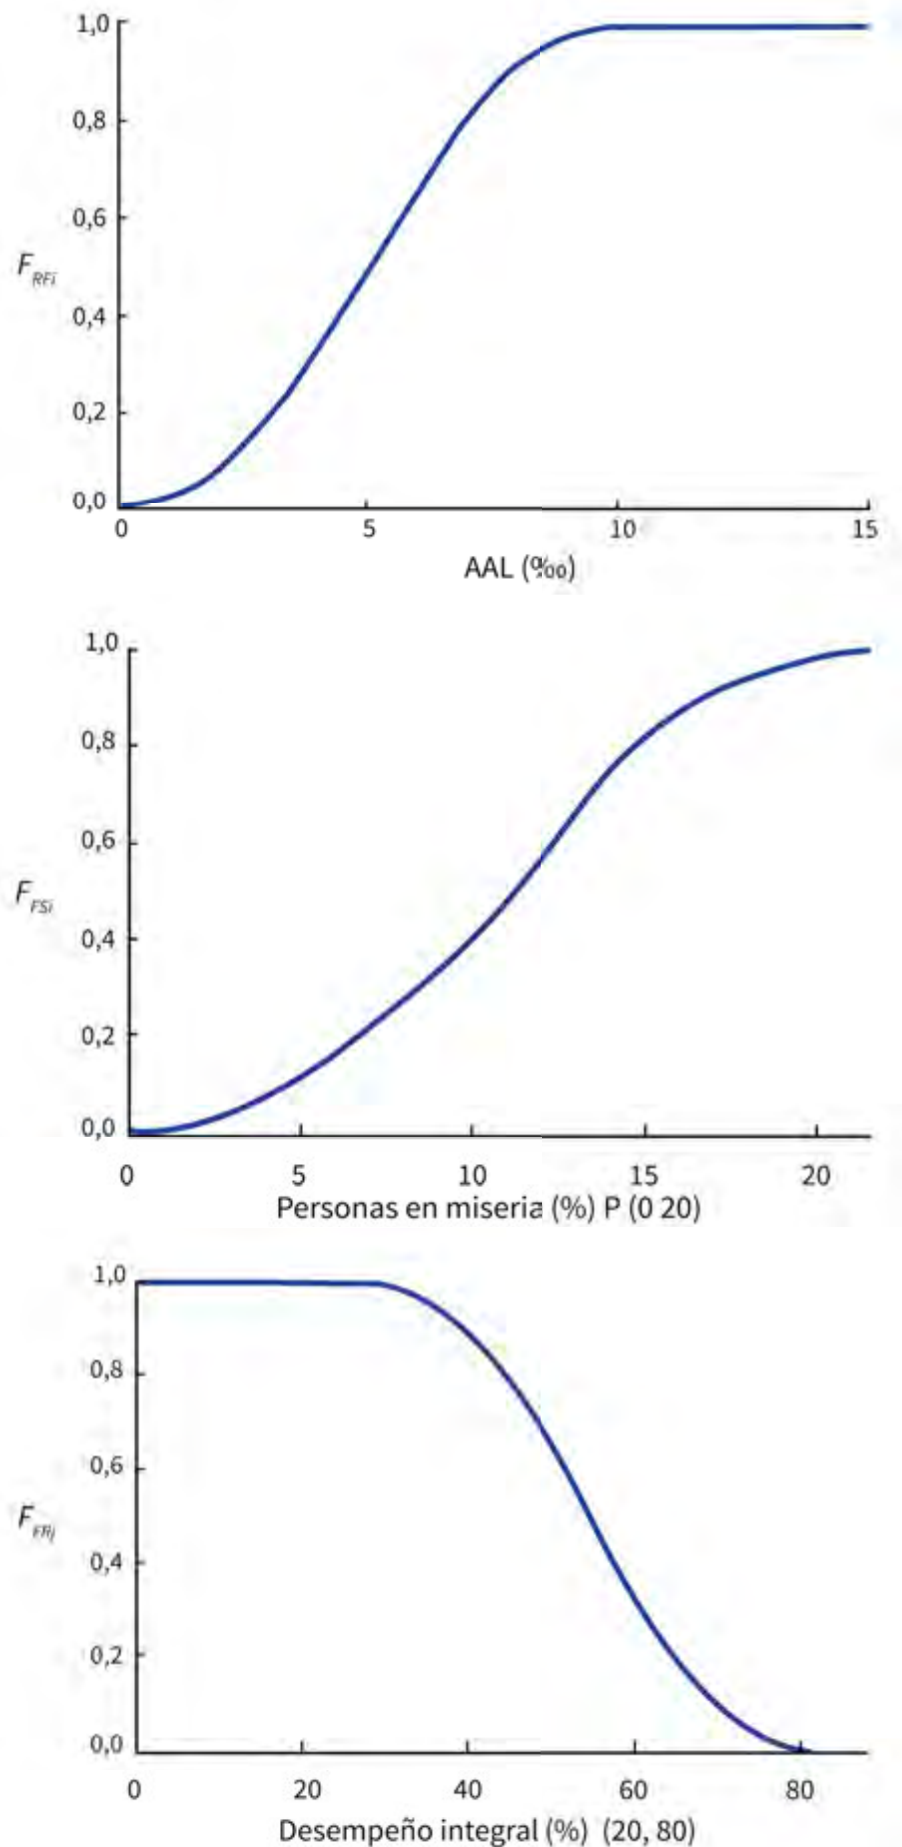 1,0
0,8
0,6
F RFi
0,4
0,2
0,0
0 5 10 15
AAL (‰)
1,0
0,8
0,6
F FSi
0,4
0,2
0,0
0 5 10 15 20
Personas en miseria (%) P (0 20)
1,0
0,8
0,6
F FRj
0,4
0,2
0,0
0 20 40 60 80
Desempeño integral (%) (20, 80)